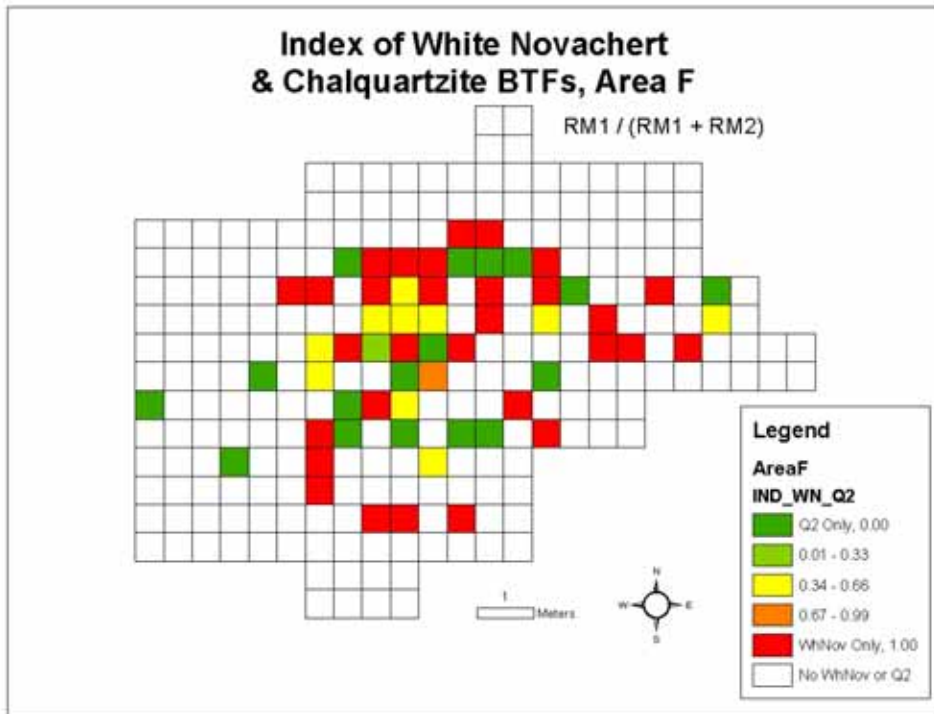 Index of White Novachert
& Chalquartzite BTFs, Area F
RM1 / (RM1 + RM2)
Legend
AreaF
IND_WN_Q2
Q2 Only, 0.00
0.01 - 0.33
0.34 - 0.66
0.67 - 0.99
WhNov Only, 1.00
No WhNov or Q2
N
W E
S
1
Meters